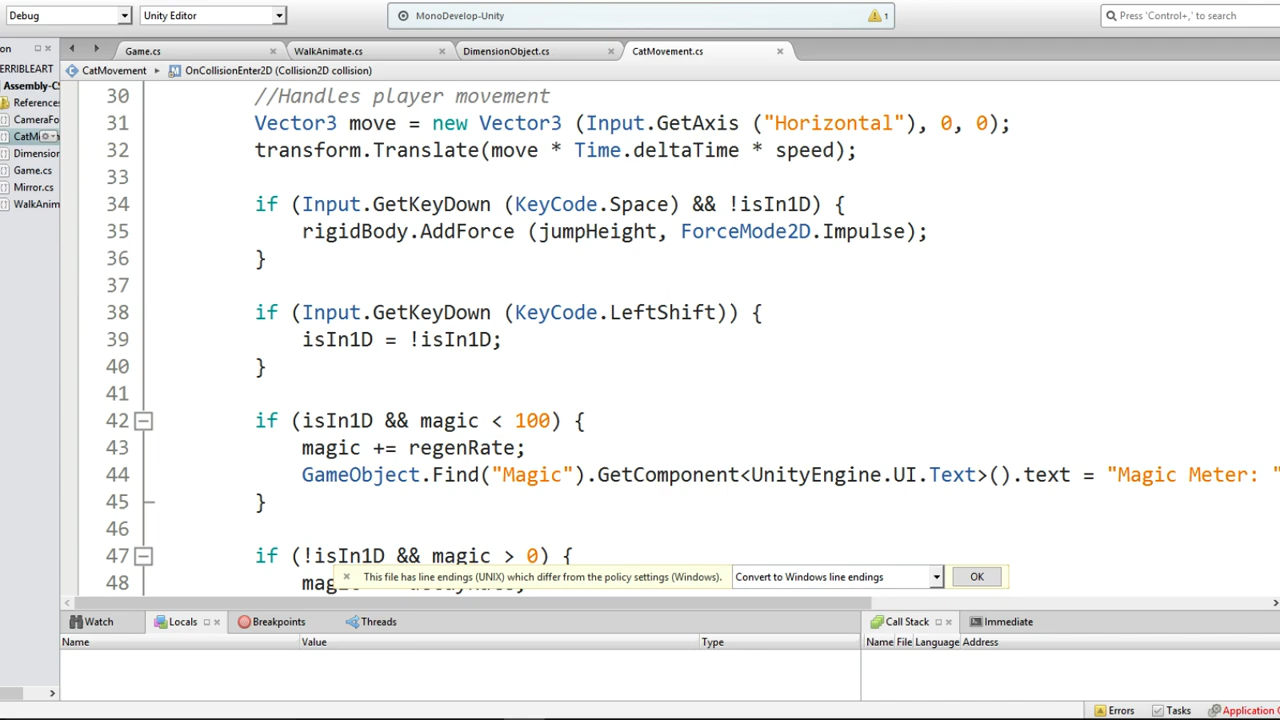 Debug Unity Editor MonoDevelop-Unity 1 Press 'Control+,' to search
on Game.cs WalkAnimate.cs DimensionObject.cs CatMovement.cs
ERRIBLEART CatMovement OnCollisionEnter2D (Collision2D collision)
Assembly-CS
References
CameraFo
CatM
Dimension
Game.cs
Mirror.cs
WalkAnim
30 //Handles player movement
31 Vector3 move = new Vector3 (Input.GetAxis ("Horizontal"), 0, 0);
32 transform.Translate(move * Time.deltaTime * speed);
33
34 if (Input.GetKeyDown (KeyCode.Space) && !isIn1D) {
35 rigidBody.AddForce (jumpHeight, ForceMode2D.Impulse);
36 }
37
38 if (Input.GetKeyDown (KeyCode.LeftShift)) {
39 isIn1D = !isIn1D;
40 }
41
42 if (isIn1D && magic < 100) {
43 magic += regenRate;
44 GameObject.Find("Magic").GetComponent<UnityEngine.UI.Text>().text = "Magic Meter: "
45 }
46
47 if (!isIn1D && magic > 0) {
48
This file has line endings (UNIX) which differ from the policy settings (Windows). Convert to Windows line endings OK
Watch Locals Breakpoints Threads Call Stack Immediate
Name Value Type Name File Language Address
Errors Tasks Application